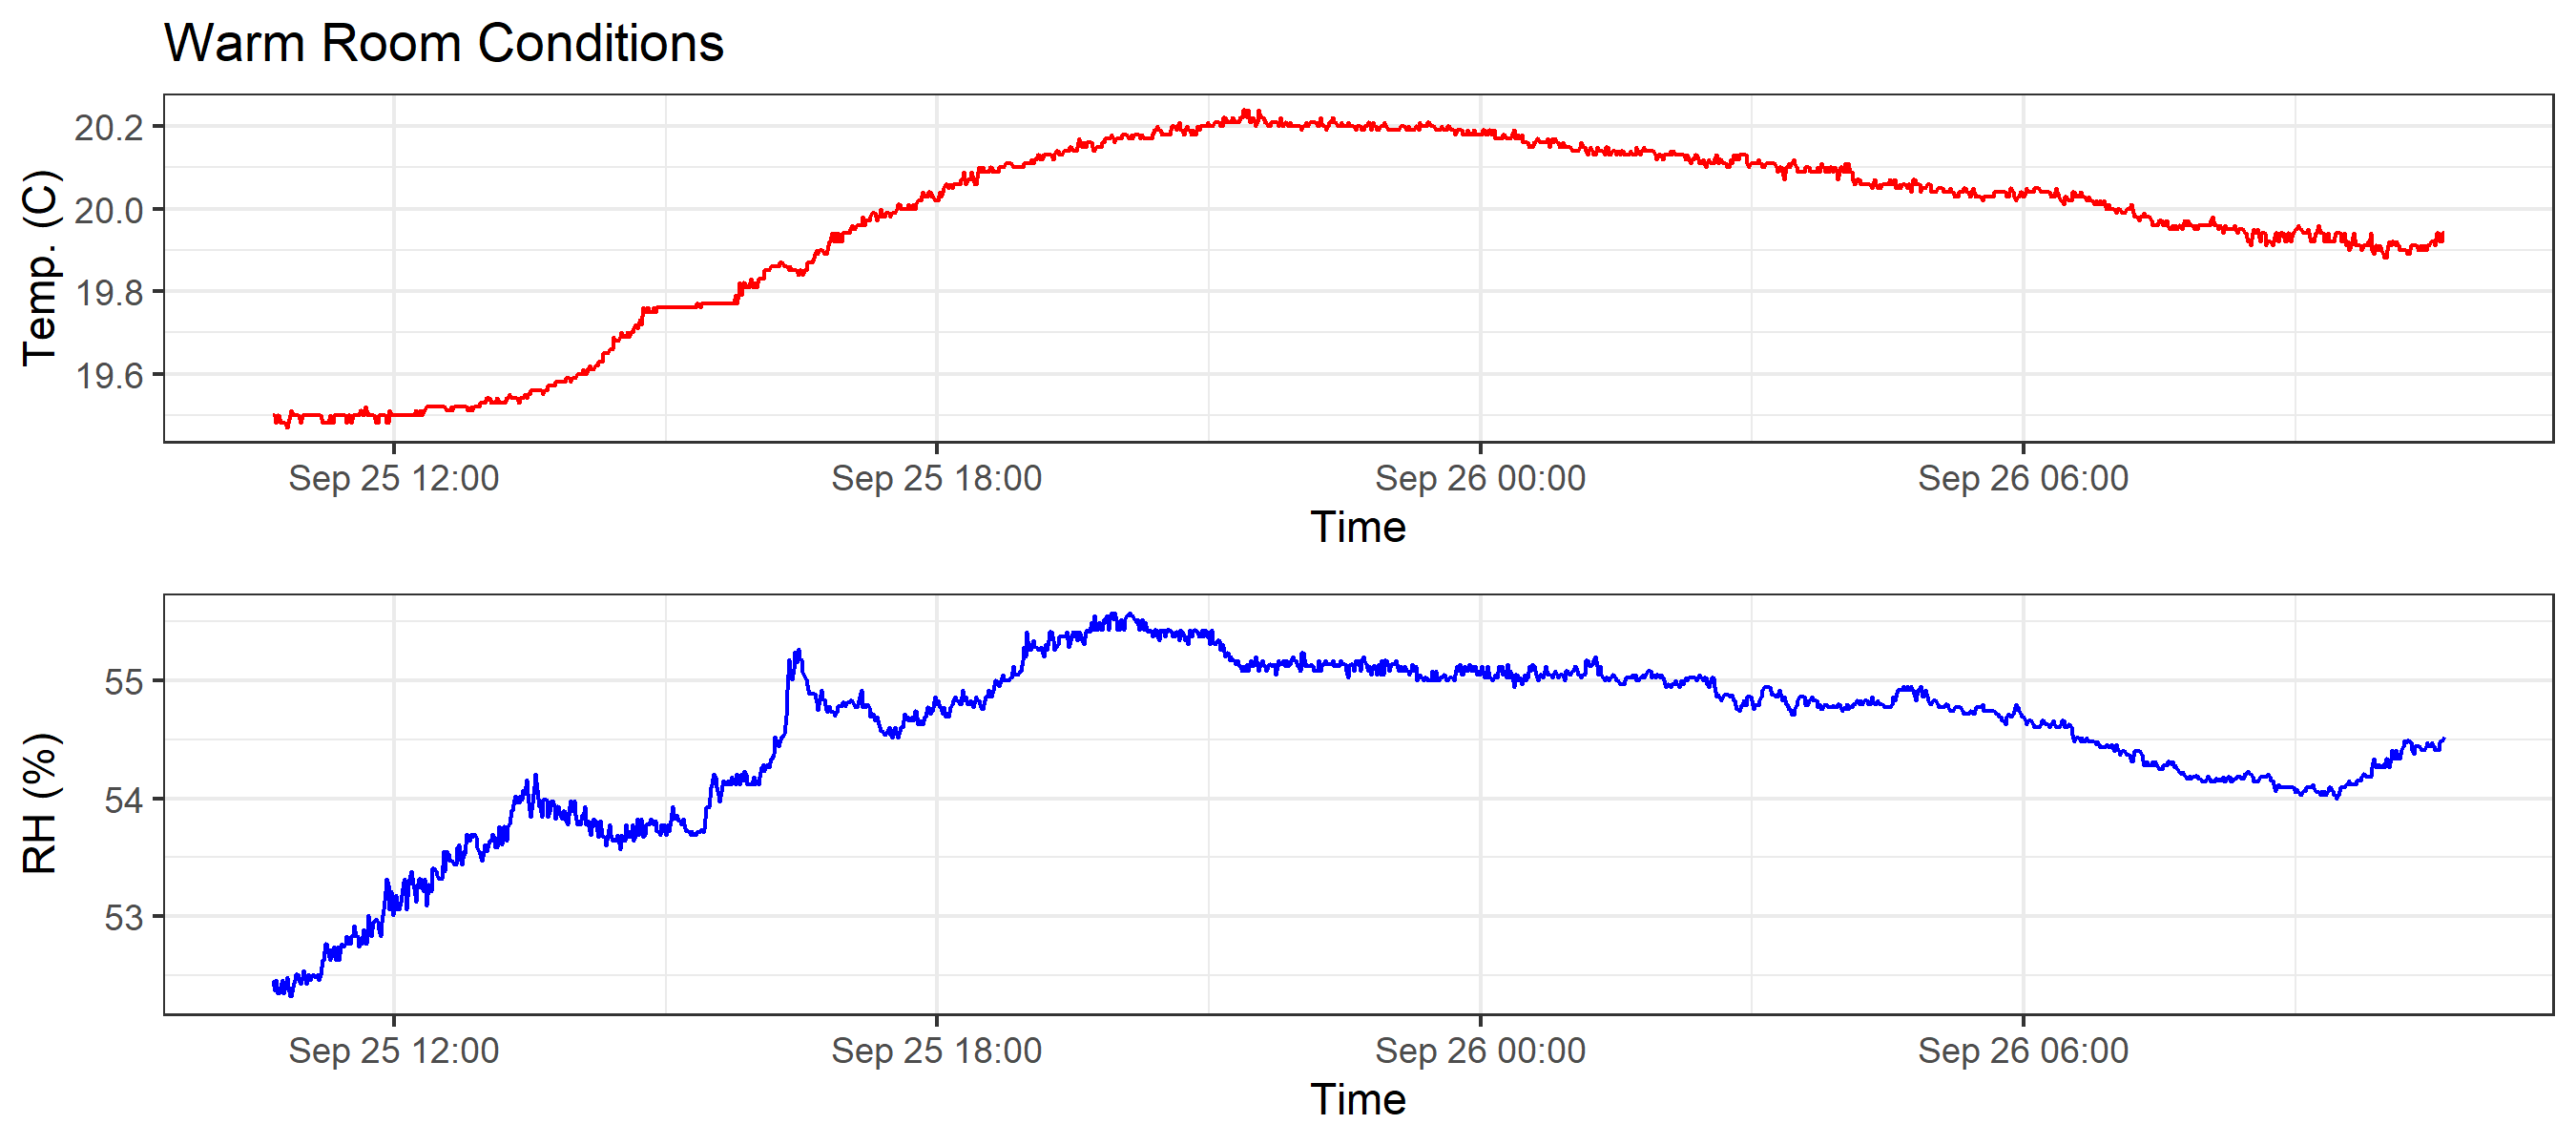 Warm Room Conditions
Temp. (C)
20.2
20.0
19.8
19.6
Sep 25 12:00 Sep 25 18:00 Sep 26 00:00 Sep 26 06:00
Time
RH (%)
55
54
53
Sep 25 12:00 Sep 25 18:00 Sep 26 00:00 Sep 26 06:00
Time